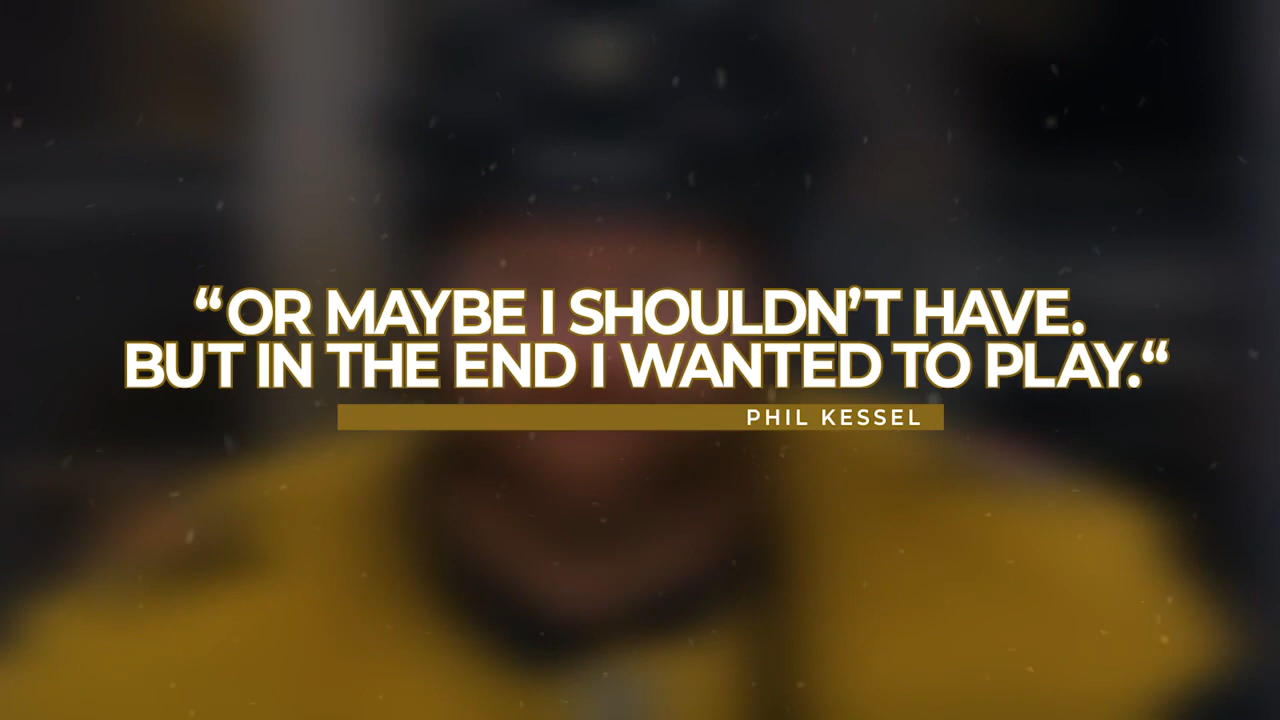 “OR MAYBE I SHOULDN’T HAVE.
BUT IN THE END I WANTED TO PLAY.“
PHIL KESSEL